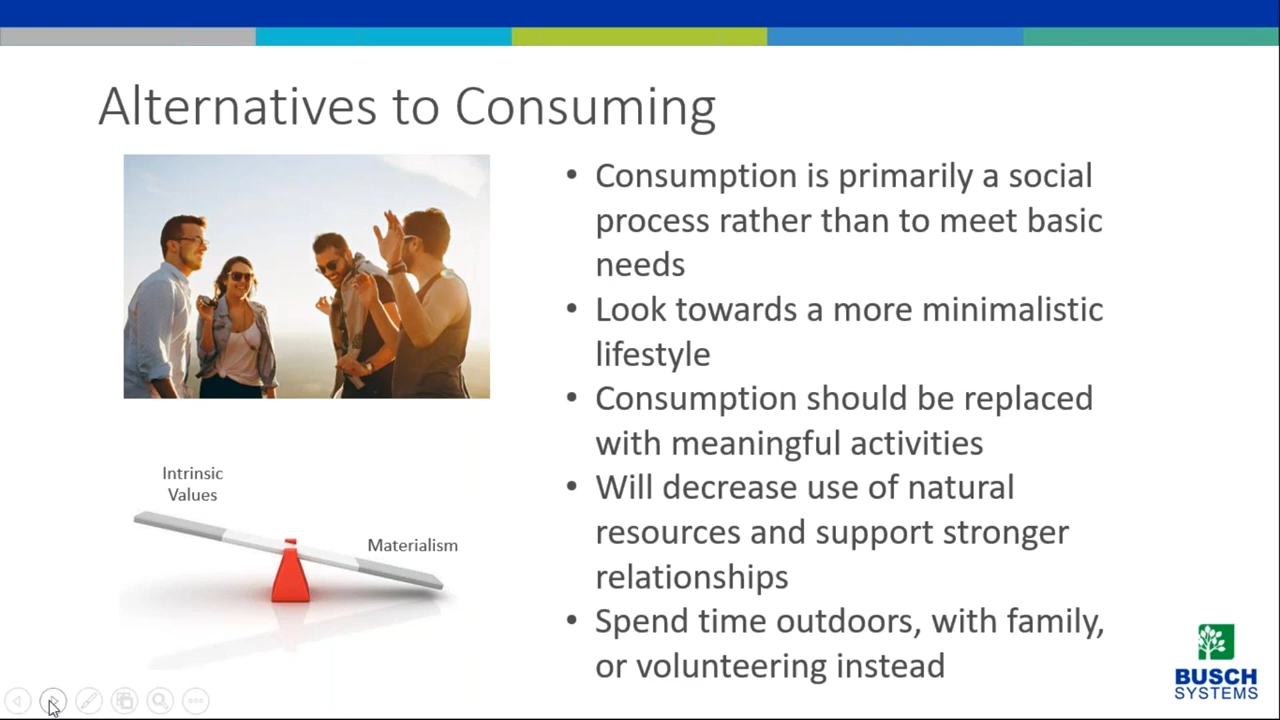 Alternatives to Consuming
• Consumption is primarily a social
process rather than to meet basic
needs
• Look towards a more minimalistic
lifestyle
• Consumption should be replaced
with meaningful activities
• Will decrease use of natural
resources and support stronger
relationships
• Spend time outdoors, with family,
or volunteering instead
Intrinsic
Values
Materialism
BUSCH
SYSTEMS